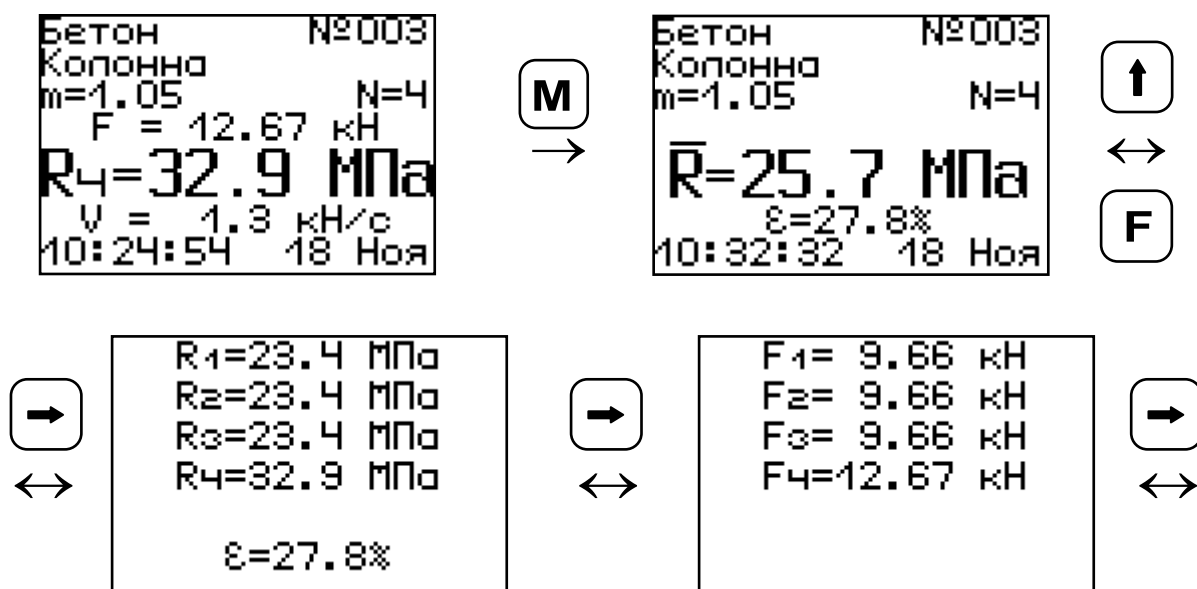 Бетон №003
Колонна
m=1.05 N=4
F = 12.67 кН
R4=32.9 МПа
V = 1.3 кН/с
10:24:54 18 Ноя
M
Бетон №003
Колонна
m=1.05 N=4
R̅=25.7 МПа
ε=27.8%
10:32:32 18 Ноя
F
R1=23.4 МПа
R2=23.4 МПа
R3=23.4 МПа
R4=32.9 МПа
ε=27.8%
F1= 9.66 кН
F2= 9.66 кН
F3= 9.66 кН
F4=12.67 кН